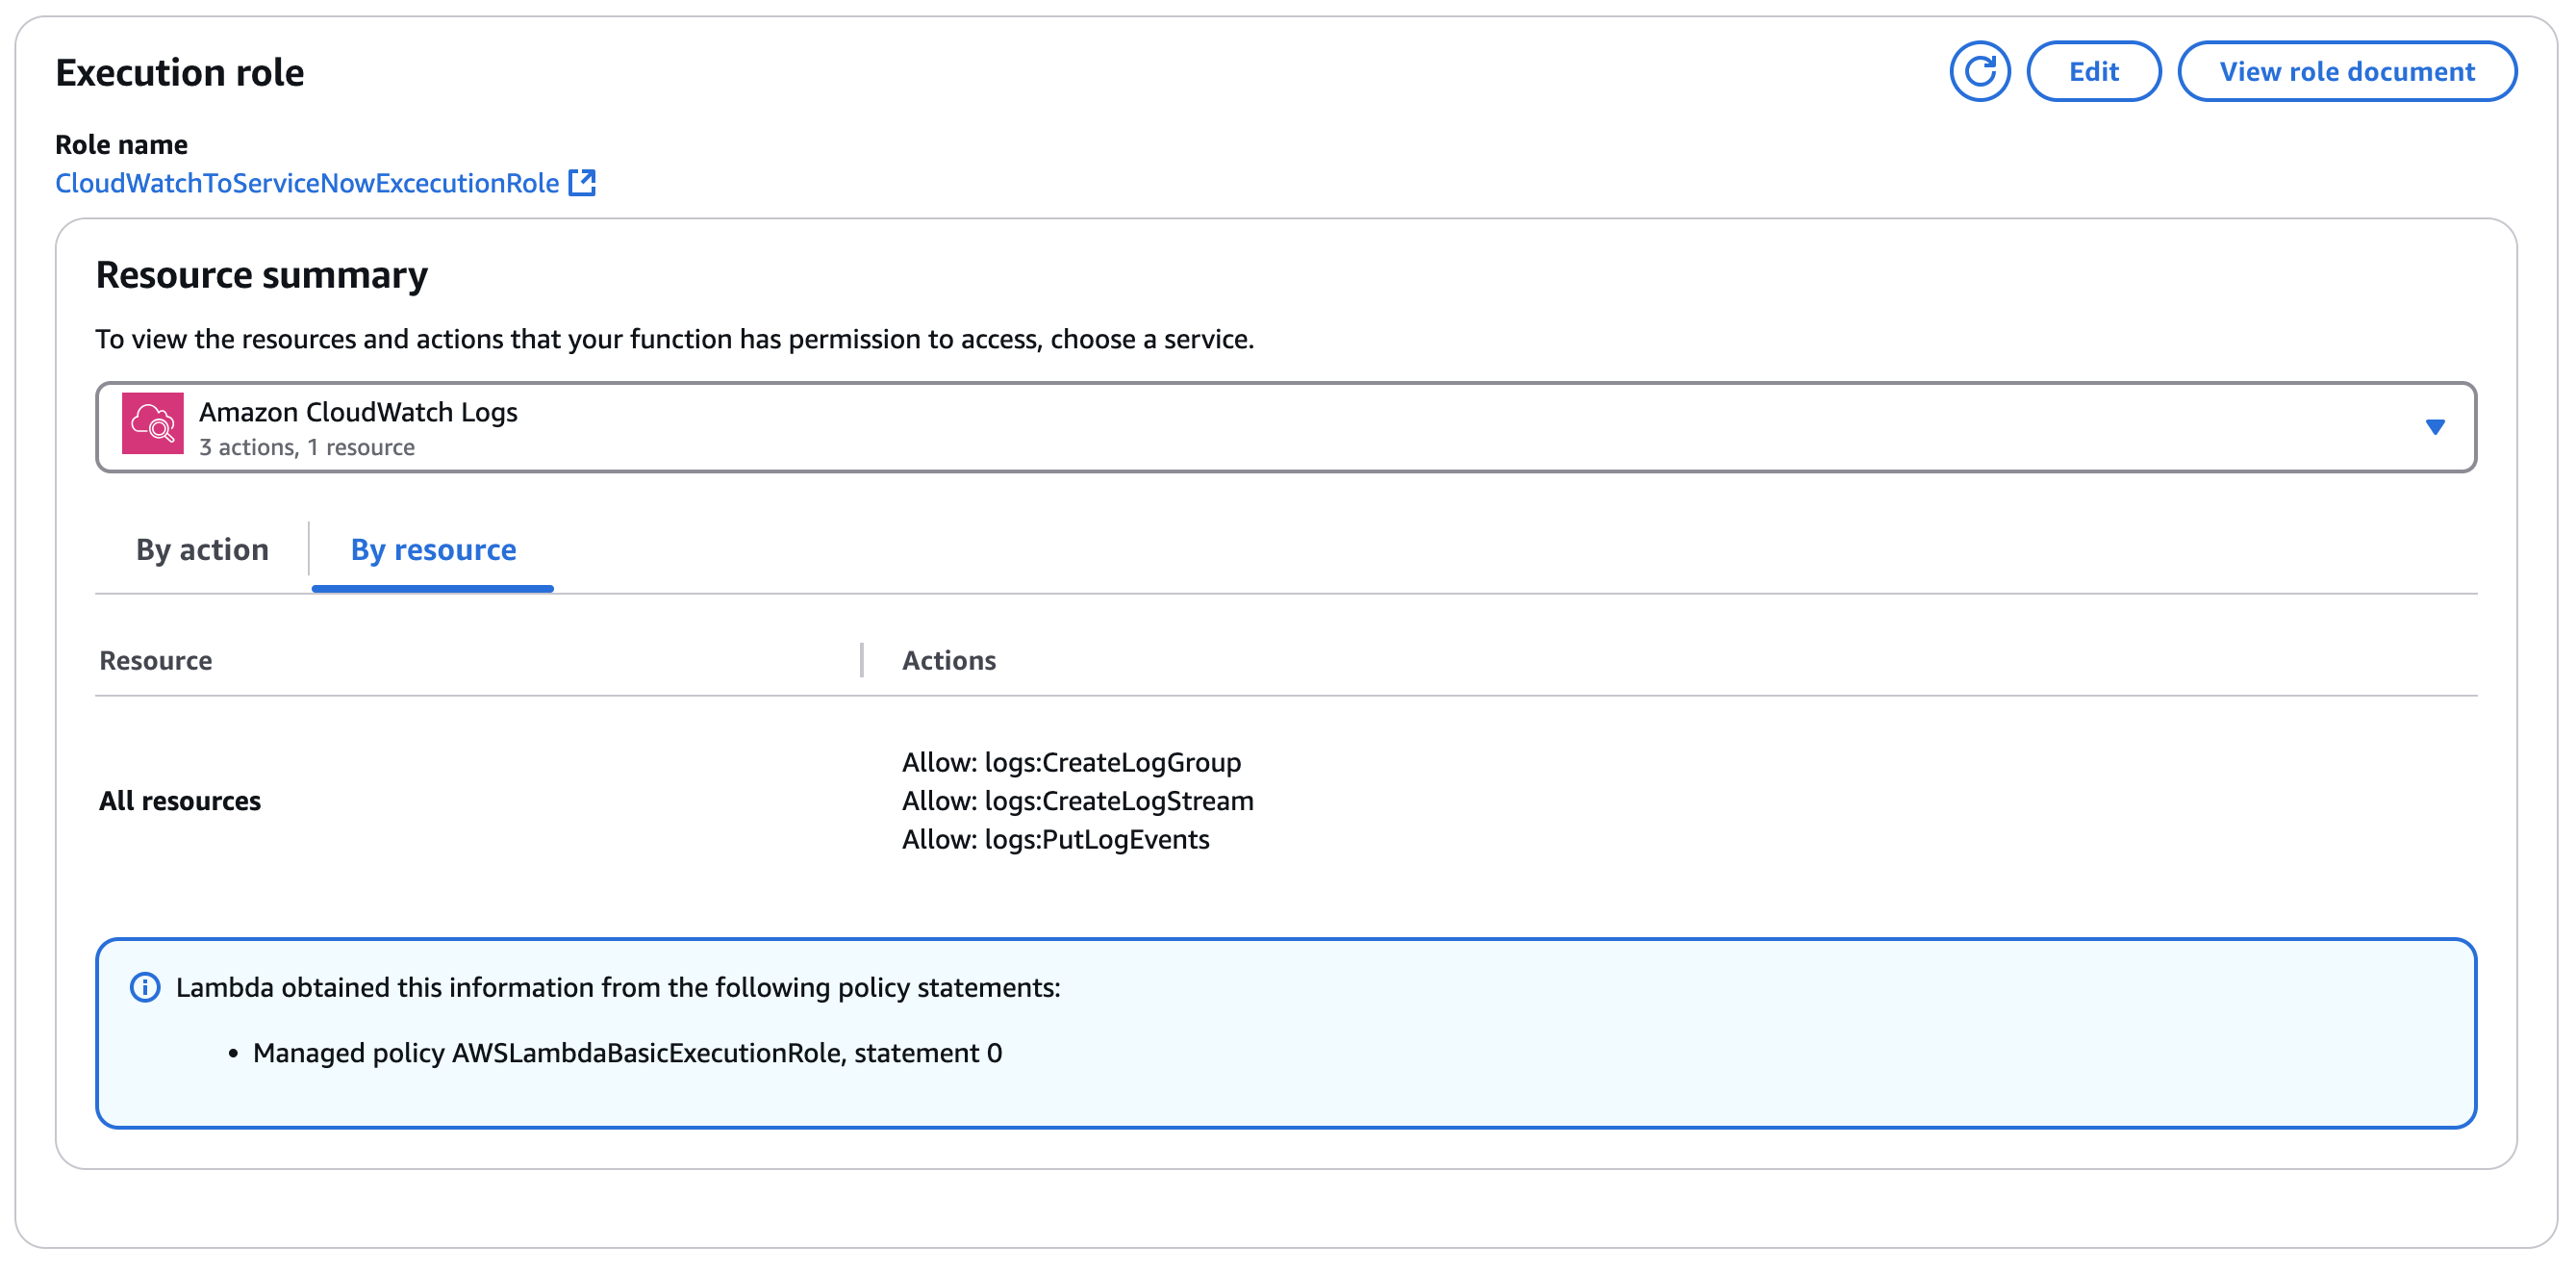 Execution role
Edit
View role document
Role name
CloudWatchToServiceNowExcecutionRole
Resource summary
To view the resources and actions that your function has permission to access, choose a service.
Amazon CloudWatch Logs
3 actions, 1 resource
By action
By resource
Resource
Actions
All resources
Allow: logs:CreateLogGroup
Allow: logs:CreateLogStream
Allow: logs:PutLogEvents
Lambda obtained this information from the following policy statements:
• Managed policy AWSLambdaBasicExecutionRole, statement 0